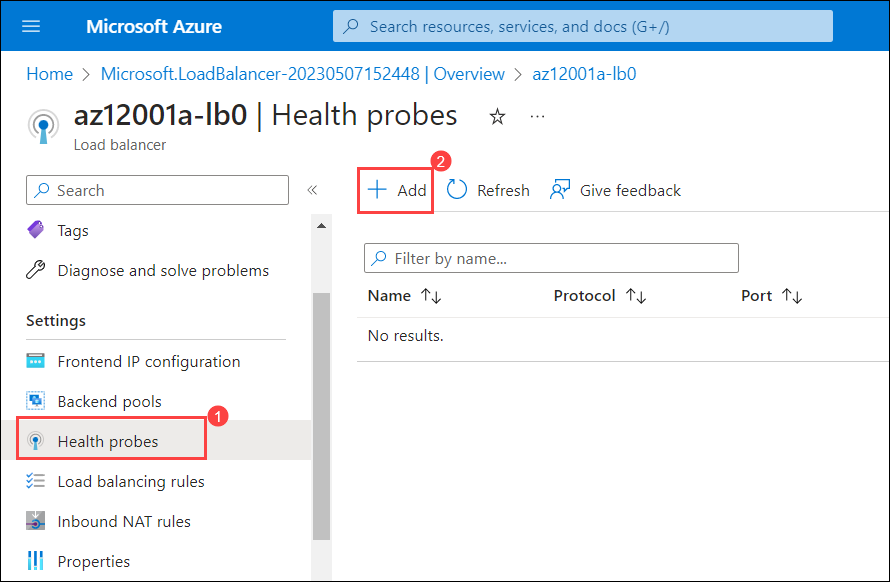 Microsoft Azure
Search resources, services, and docs (G+/)
Home > Microsoft.LoadBalancer-20230507152448 | Overview > az12001a-lb0
az12001a-lb0 | Health probes
Load balancer
Search
Tags
Diagnose and solve problems
Settings
Frontend IP configuration
Backend pools
1
Health probes
Load balancing rules
Inbound NAT rules
Properties
2
Add Refresh Give feedback
Filter by name...
Name Protocol Port
No results.